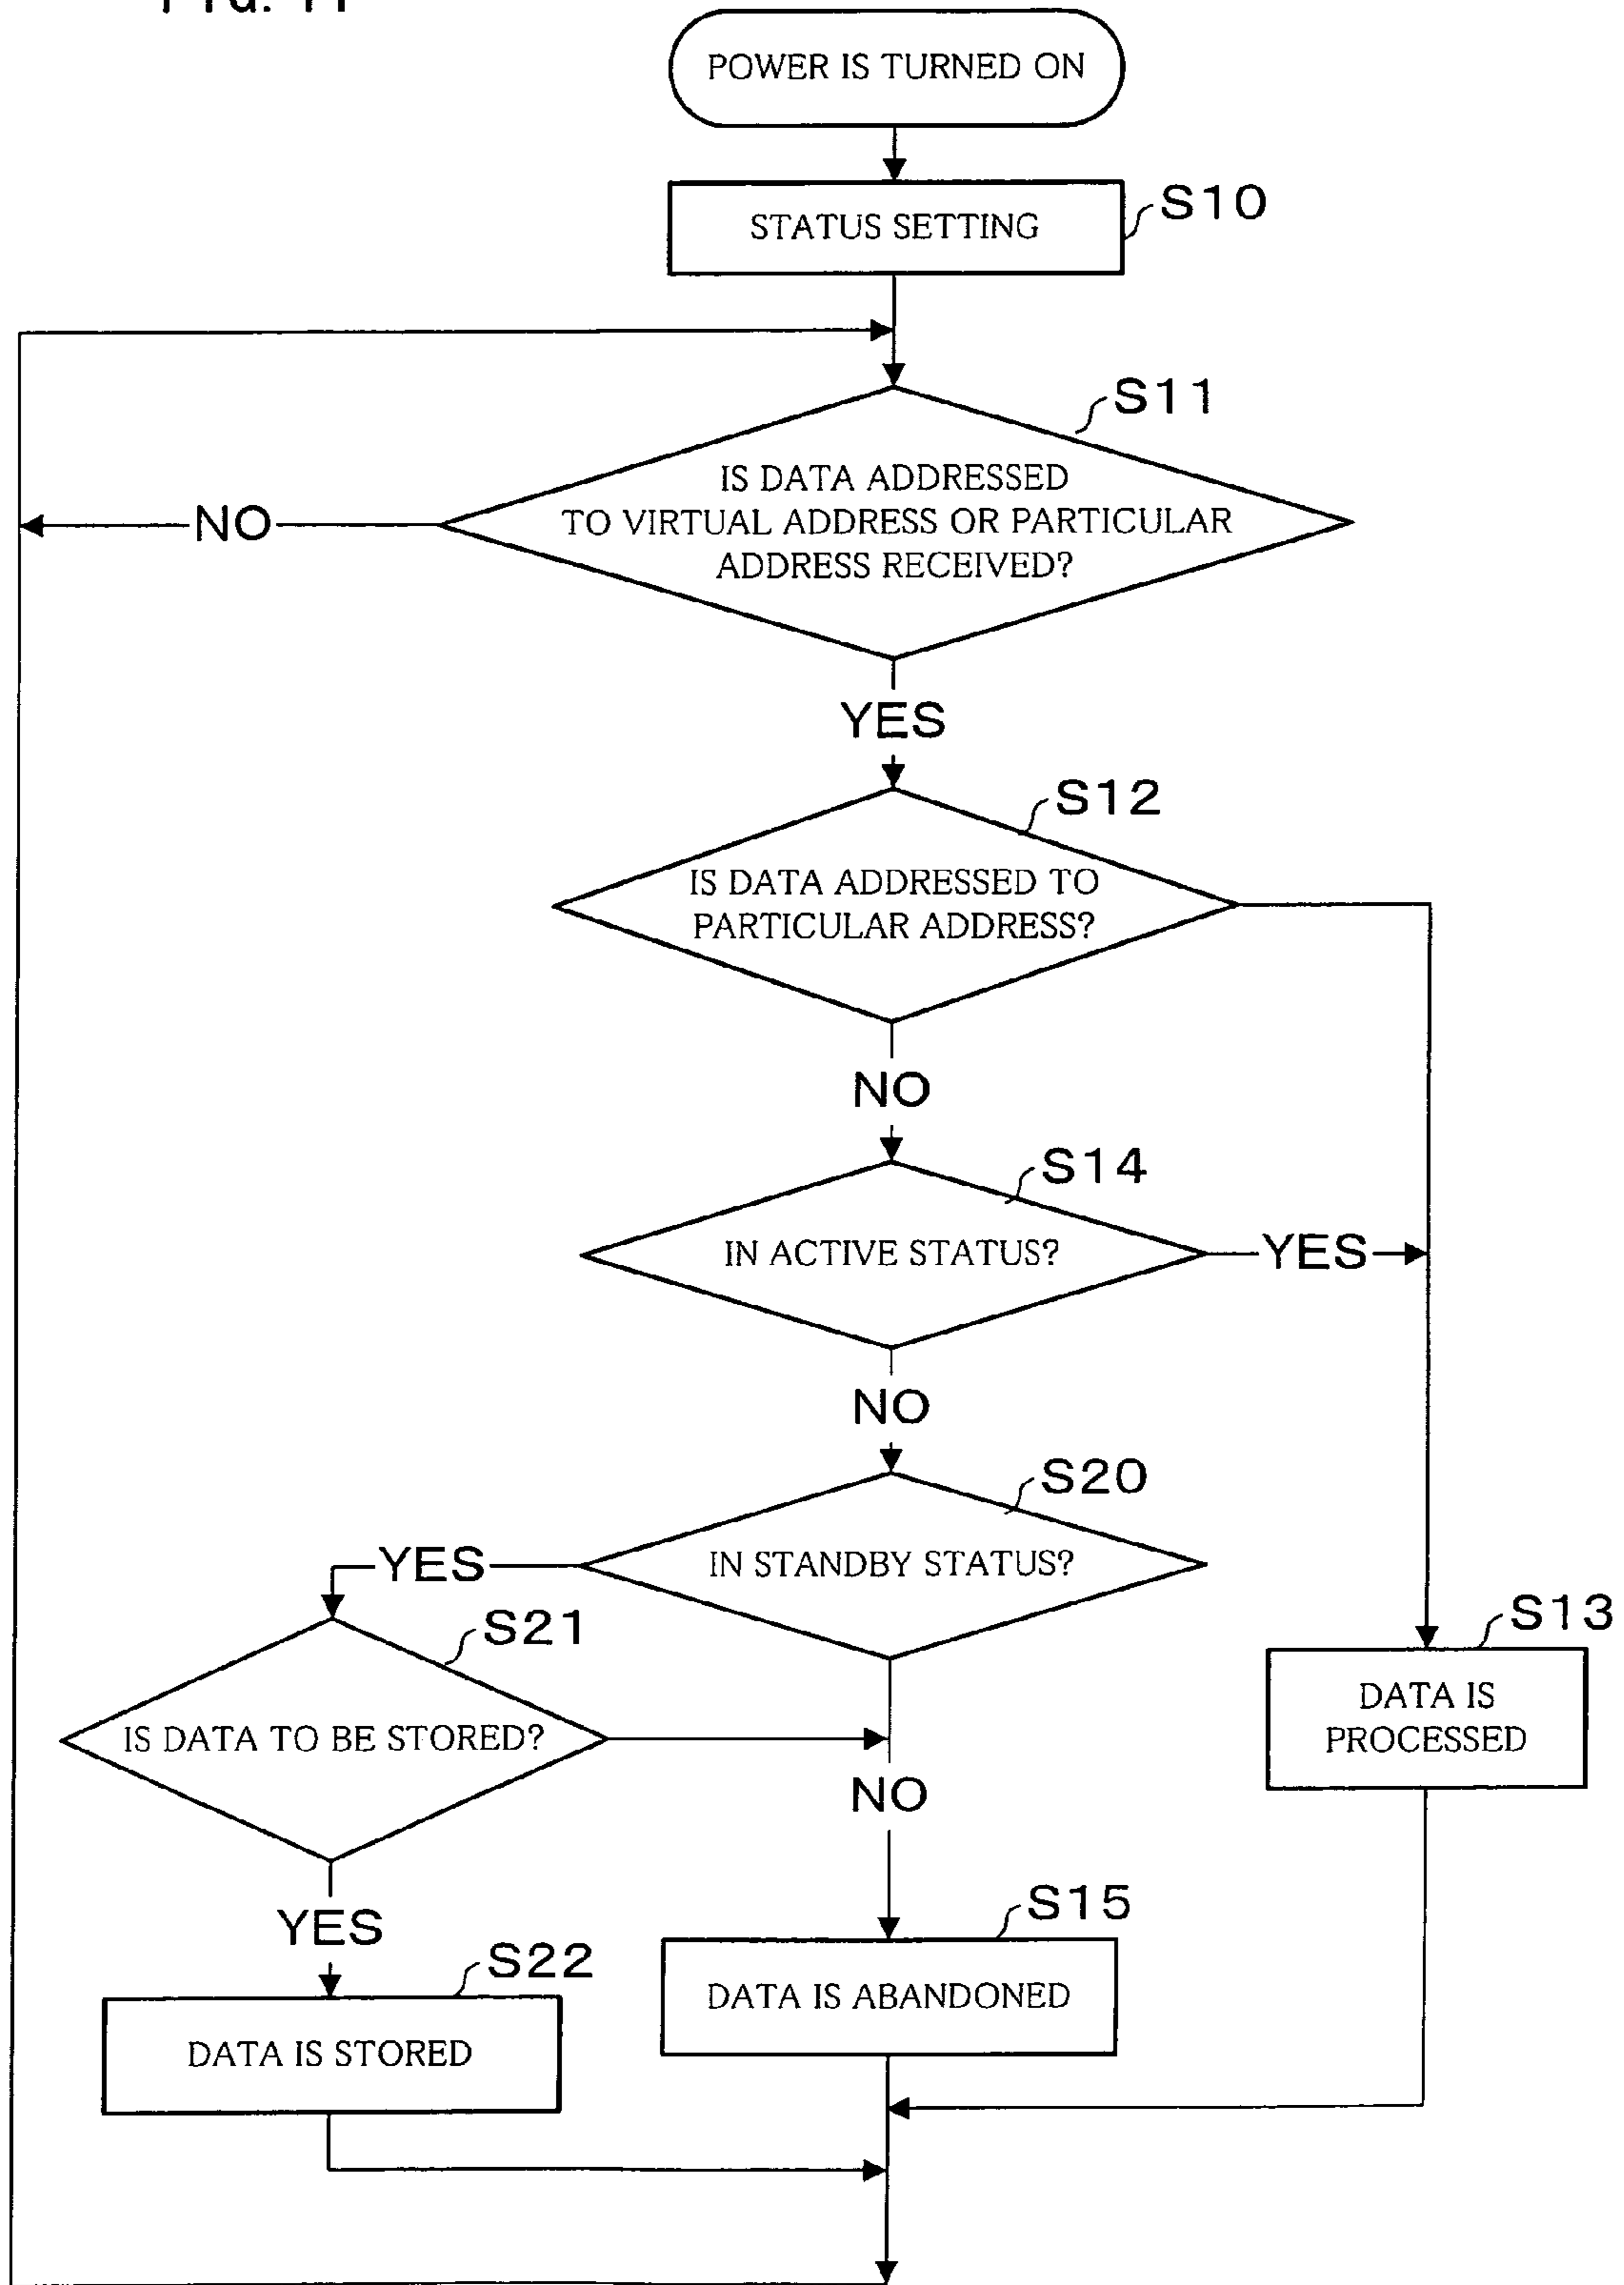 POWER IS TURNED ON
STATUS SETTING
S10
S11
IS DATA ADDRESSED
TO VIRTUAL ADDRESS OR PARTICULAR
ADDRESS RECEIVED?
NO
YES
S12
IS DATA ADDRESSED TO
PARTICULAR ADDRESS?
NO
S14
IN ACTIVE STATUS?
YES
NO
S20
IN STANDBY STATUS?
YES
S21
IS DATA TO BE STORED?
S13
DATA IS
PROCESSED
NO
YES
S15
DATA IS ABANDONED
S22
DATA IS STORED